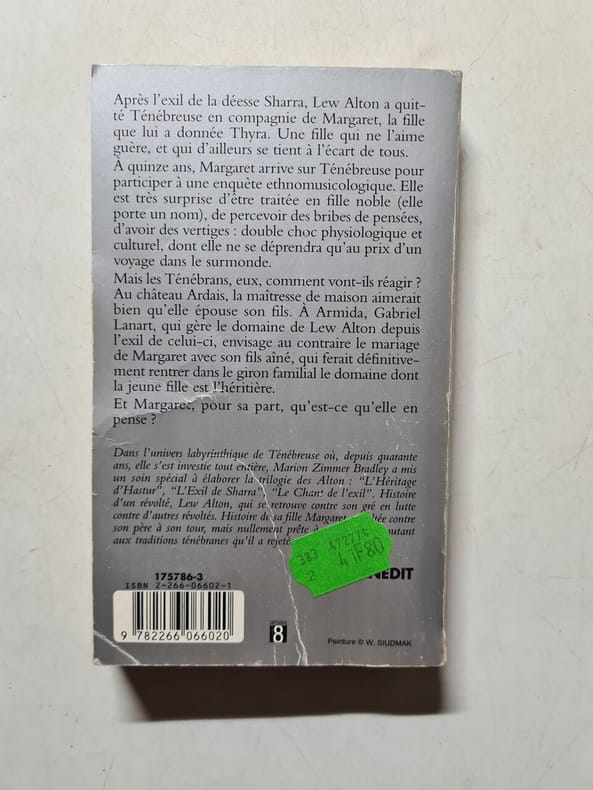 Après l'exil de la déesse Sharra, Lew Alton a quit-
té Ténébreuse en compagnie de Margaret, la fille
que lui a donnée Thyra. Une fille qui ne l'aime
guère, et qui d'ailleurs se tient à l'écart de tous.
À quinze ans, Margaret arrive sur Ténébreuse pour
participer à une enquête ethnomusicologique. Elle
est très surprise d'être traitée en fille noble (elle
porte un nom), de percevoir des bribes de pensées,
d'avoir des vertiges : double choc physiologique et
culturel, dont elle ne se déprendra qu'au prix d'un
voyage dans le surmonde.
Mais les Ténébrans, eux, comment vont-ils réagir ?
Au château Ardais, la maîtresse de maison aimerait
bien qu'elle épouse son fils. À Armida, Gabriel
Lanart, qui gère le domaine de Lew Alton depuis
l'exil de celui-ci, envisage au contraire le mariage
de Margaret avec son fils aîné, qui ferait définitive-
ment rentrer dans le giron familial le domaine dont
la jeune fille est l'héritière.
Et Margaret, pour sa part, qu'est-ce qu'elle en
pense ?
Dans l'univers labyrinthique de Ténébreuse où, depuis quarante
ans, elle s'est investie tout entière, Marion Zimmer Bradley a mis
un soin spécial à élaborer la trilogie des Alton : "L'Héritage
d'Hastur", "L'Exil de Sharra", "Le Chant de l'exil". Histoire
d'un révolté, Lew Alton, qui se retrouve contre son gré en lutte
contre d'autres révoltés. Histoire de sa fille Margaret, contre
son père à son tour, mais nullement prête à
aux traditions ténébranes qu'il a
383 472774
2 41F80
175786-3
ISBN 2-266-06602-1
9 782266 066020
8
Peinture © W. SIUDMAK